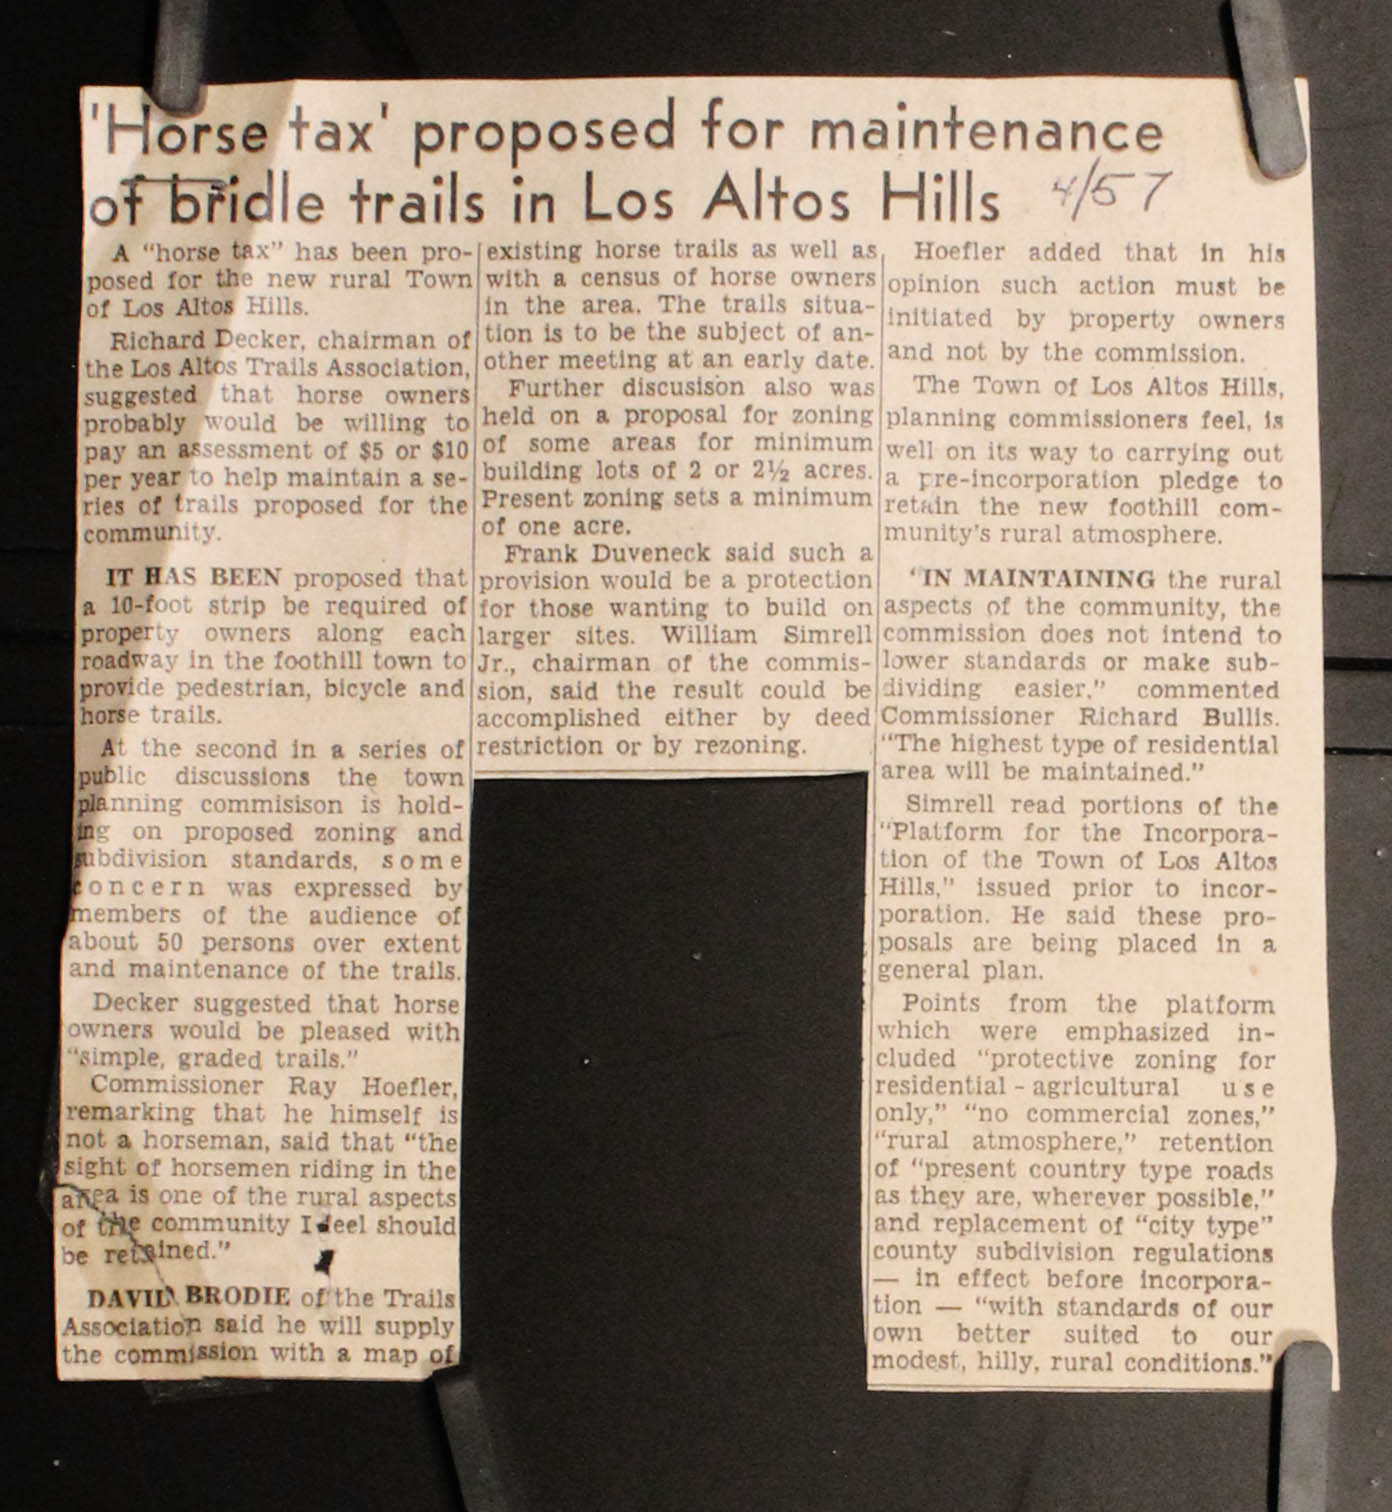 'Horse tax' proposed for maintenance
of bridle trails in Los Altos Hills 4/57
A "horse tax" has been pro-
posed for the new rural Town
of Los Altos Hills.
Richard Decker, chairman of
the Los Altos Trails Association,
suggested that horse owners
probably would be willing to
pay an assessment of $5 or $10
per year to help maintain a se-
ries of trails proposed for the
community.
IT HAS BEEN proposed that
a 10-foot strip be required of
property owners along each
roadway in the foothill town to
provide pedestrian, bicycle and
horse trails.
At the second in a series of
public discussions the town
planning commisison is hold-
ing on proposed zoning and
subdivision standards, some
concern was expressed by
members of the audience of
about 50 persons over extent
and maintenance of the trails.
Decker suggested that horse
owners would be pleased with
"simple, graded trails."
Commissioner Ray Hoefler,
remarking that he himself is
not a horseman, said that "the
sight of horsemen riding in the
area is one of the rural aspects
of the community I feel should
be retained."
DAVID BRODIE of the Trails
Association said he will supply
the commission with a map of
existing horse trails as well as
with a census of horse owners
in the area. The trails situa-
tion is to be the subject of an-
other meeting at an early date.
Further discusison also was
held on a proposal for zoning
of some areas for minimum
building lots of 2 or 2½ acres.
Present zoning sets a minimum
of one acre.
Frank Duveneck said such a
provision would be a protection
for those wanting to build on
larger sites. William Simrell
Jr., chairman of the commis-
sion, said the result could be
accomplished either by deed
restriction or by rezoning.
Hoefler added that in his
opinion such action must be
initiated by property owners
and not by the commission.
The Town of Los Altos Hills,
planning commissioners feel, is
well on its way to carrying out
a pre-incorporation pledge to
retain the new foothill com-
munity's rural atmosphere.
'IN MAINTAINING the rural
aspects of the community, the
commission does not intend to
lower standards or make sub-
dividing easier," commented
Commissioner Richard Bullis.
"The highest type of residential
area will be maintained."
Simrell read portions of the
"Platform for the Incorpora-
tion of the Town of Los Altos
Hills," issued prior to incor-
poration. He said these pro-
posals are being placed in a
general plan.
Points from the platform
which were emphasized in-
cluded "protective zoning for
residential-agricultural use
only," "no commercial zones,"
"rural atmosphere," retention
of "present country type roads
as they are, wherever possible,"
and replacement of "city type"
county subdivision regulations
— in effect before incorpora-
tion — "with standards of our
own better suited to our
modest, hilly, rural conditions."